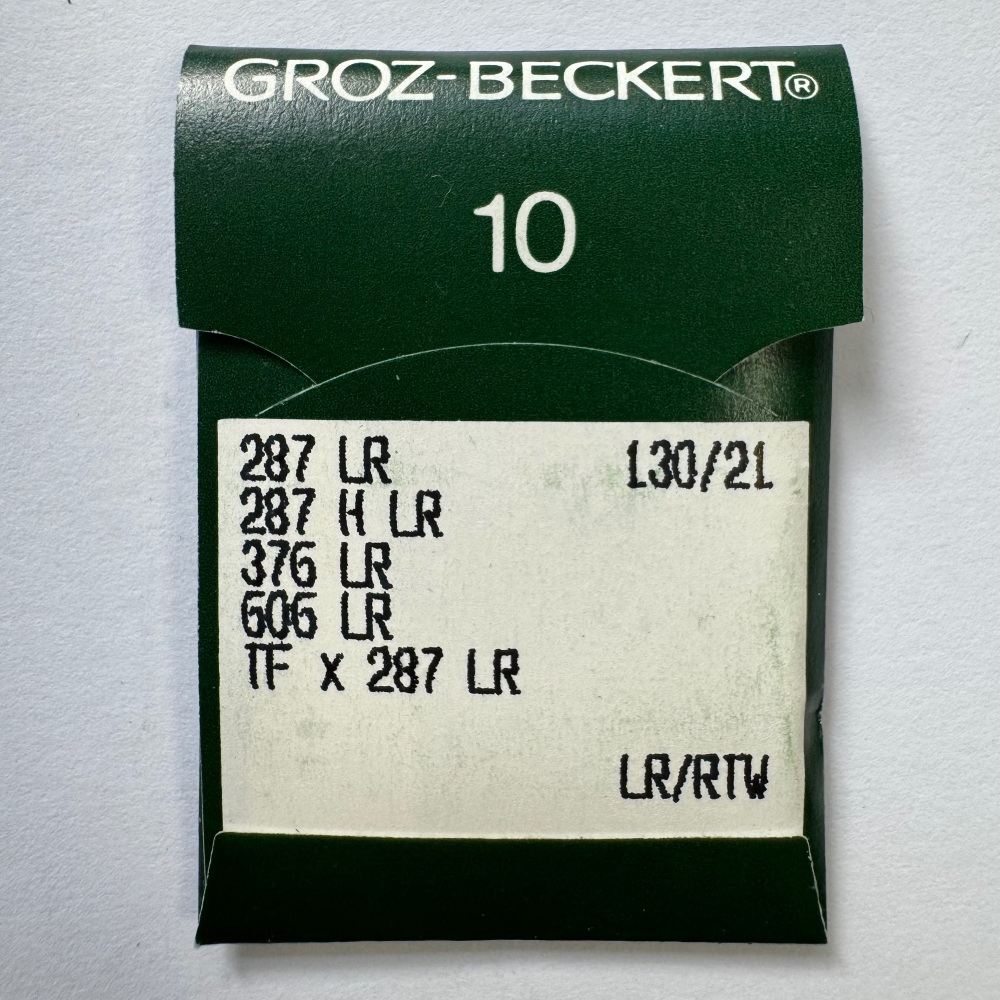 GROZ-BECKERT®
10
287 LR 130/21
287 H LR
376 LR
606 LR
TF x 287 LR
LR/RTW